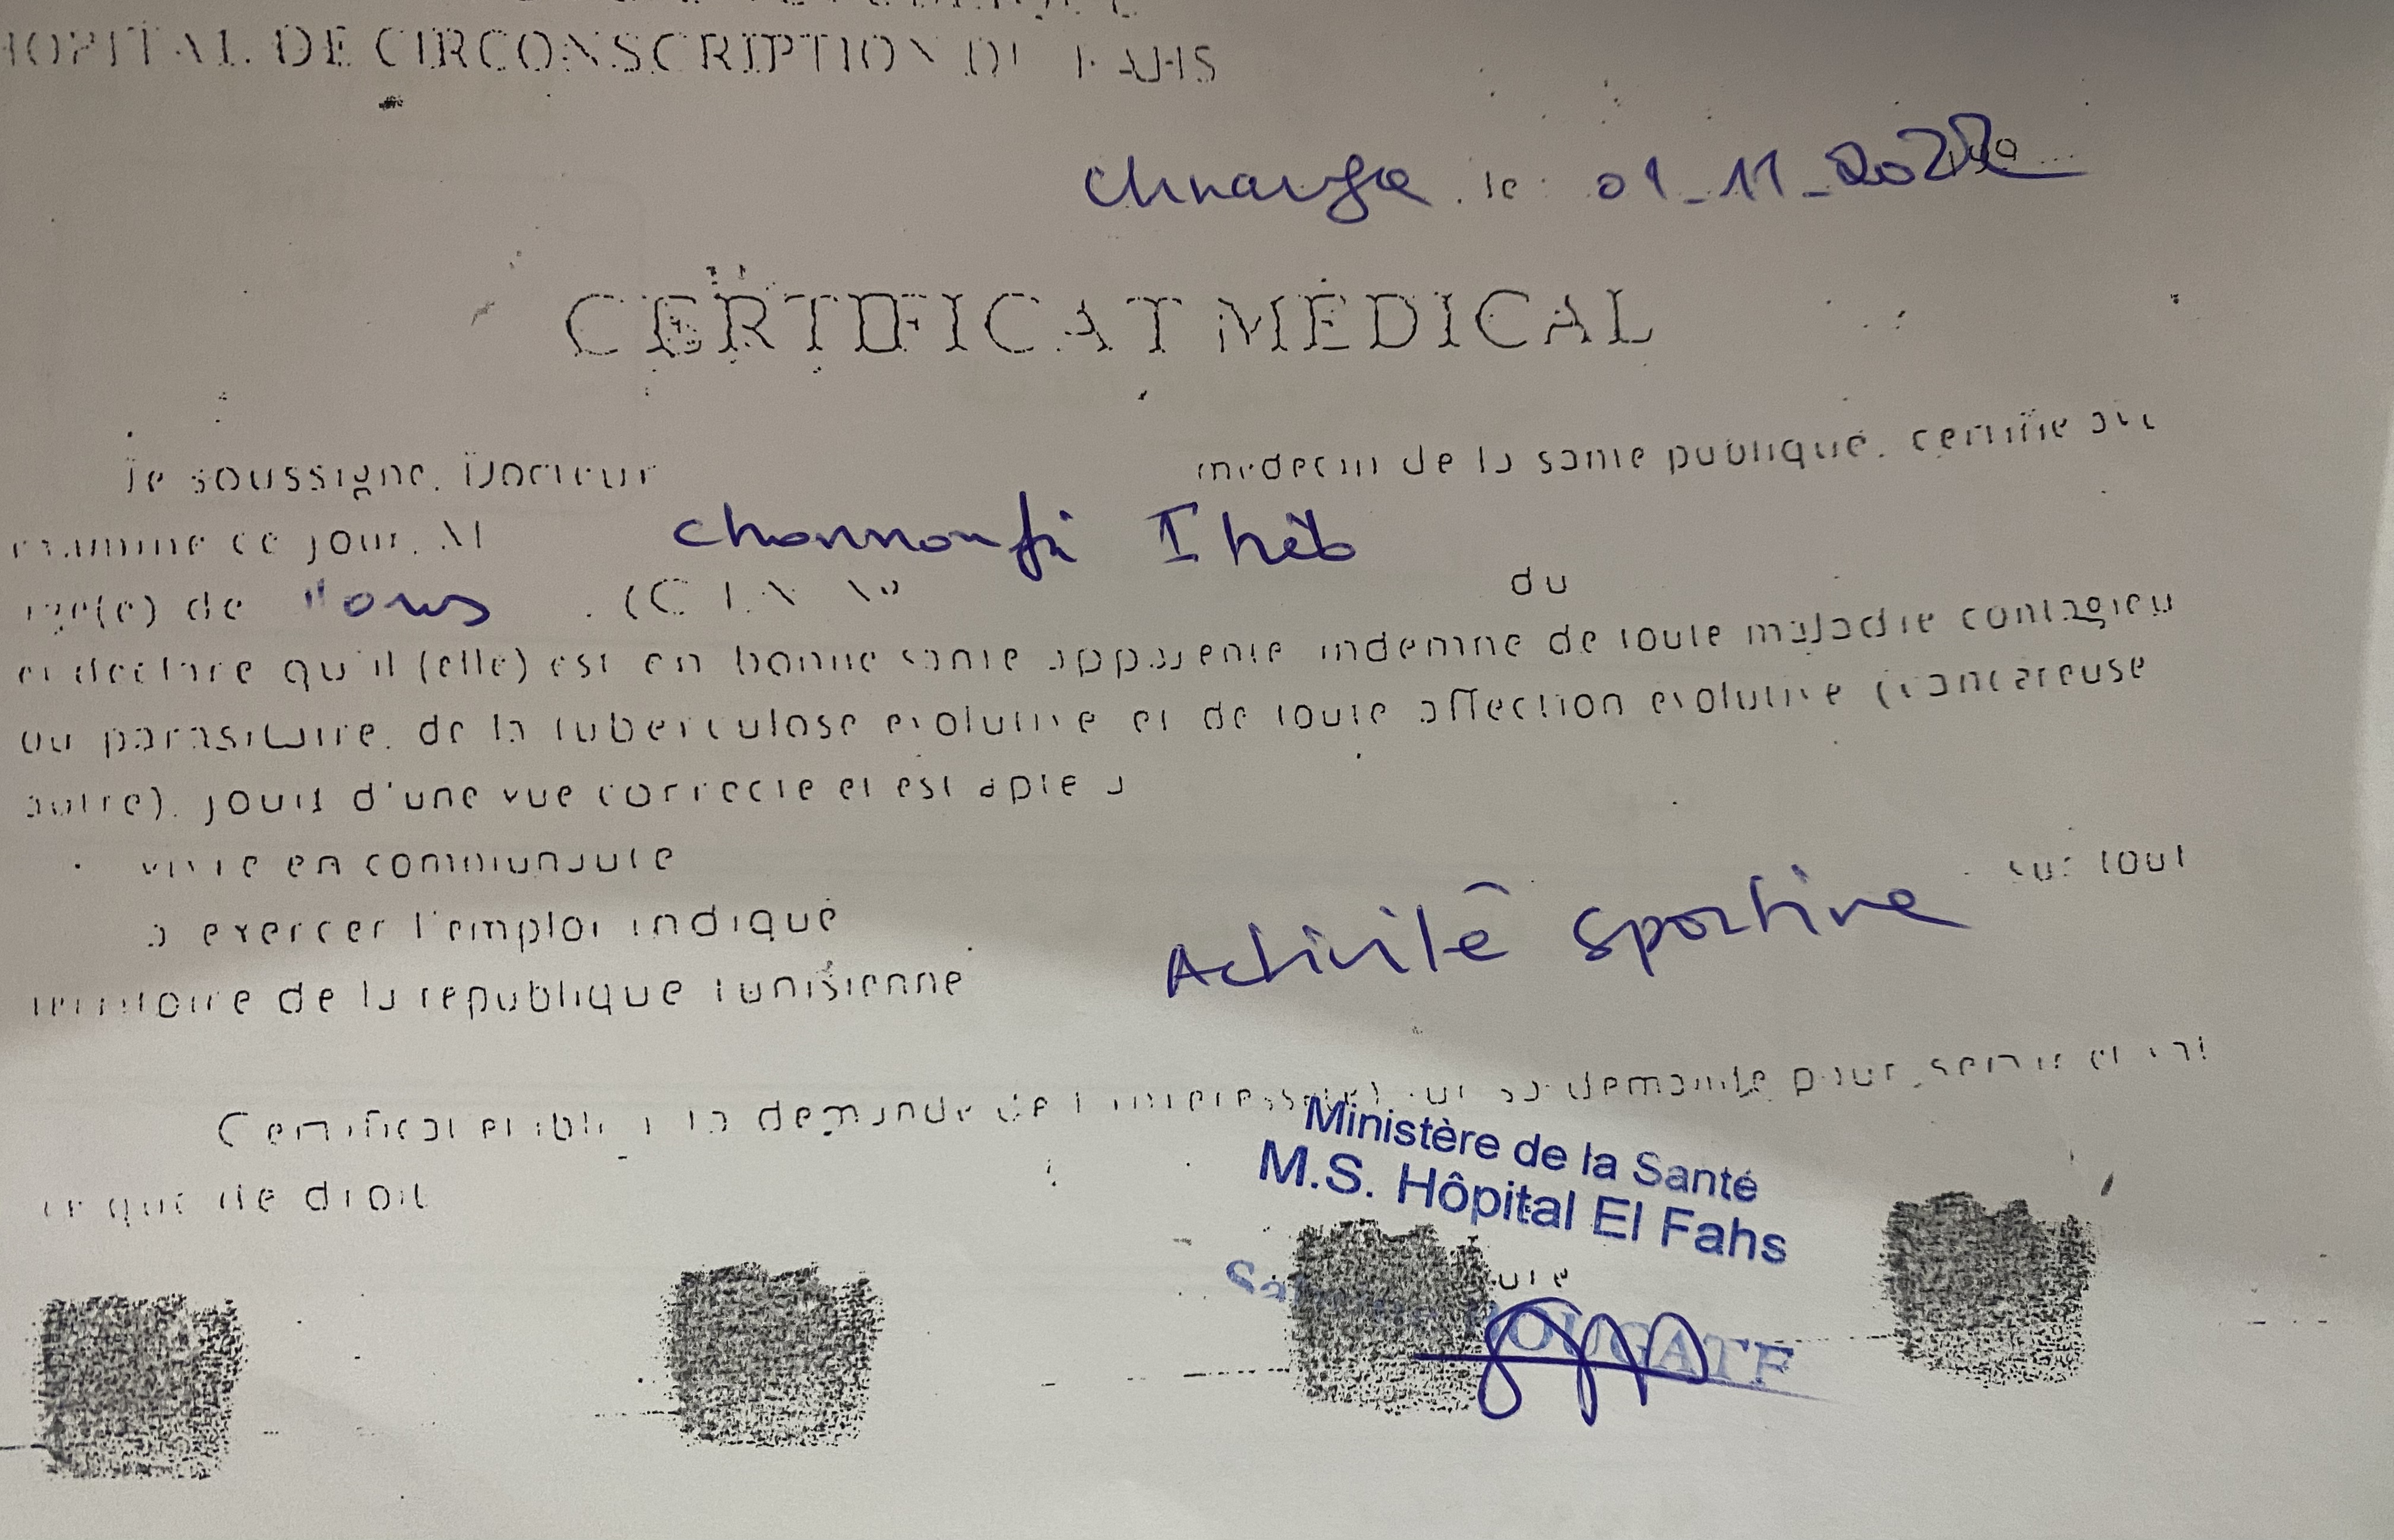 HOPITAL DE CIRCONSCRIPTION DE FAHS
le : 01-11-2022
CERTIFICAT MÉDICAL
Je soussigné, Docteur médecin de la santé publique, certifie avoir
examiné ce jour, M Channoufi Iheb
âgé(e) de ans (C I N N° du
et déclare qu'il (elle) est en bonne santé apparente indemne de toute maladie contagieu
ou parasitaire, de la tuberculose évolutive et de toute affection évolutive (cancéreuse
autre), jouit d'une vue correcte et est apte à
vivre en communauté
à exercer l'emploi indiqué Activité Sportive sur tout
territoire de la république tunisienne
Certificat établi à la demande de l'intéressé(e) sur sa demande pour servir et
ce que de droit
Ministère de la Santé
M.S. Hôpital El Fahs